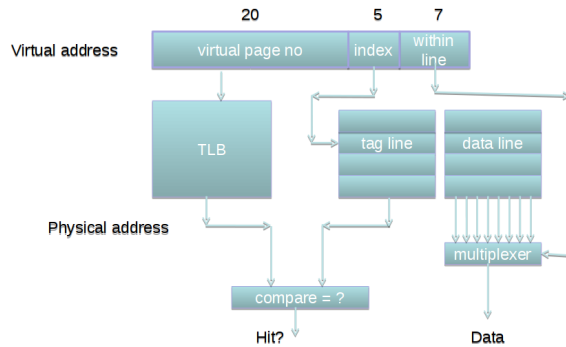 20 5 7
Virtual address
virtual page no
index
within
line
TLB
tag line
data line
Physical address
multiplexer
compare = ?
Hit?
Data